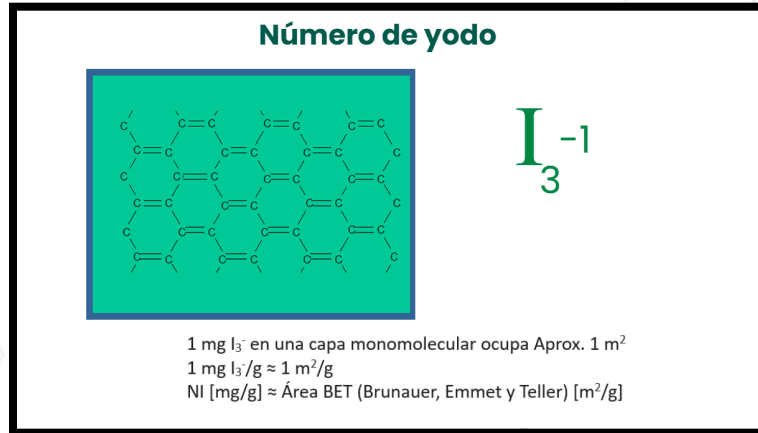 Número de yodo
C C=C C=C C=C
C=C C=C C=C C
C C=C C=C C=C
C=C C=C C=C C
C C=C C=C C=C
C=C C=C C=C C
I₃⁻¹
1 mg I₃⁻ en una capa monomolecular ocupa Aprox. 1 m²
1 mg I₃⁻/g ≈ 1 m²/g
NI [mg/g] ≈ Área BET (Brunauer, Emmet y Teller) [m²/g]